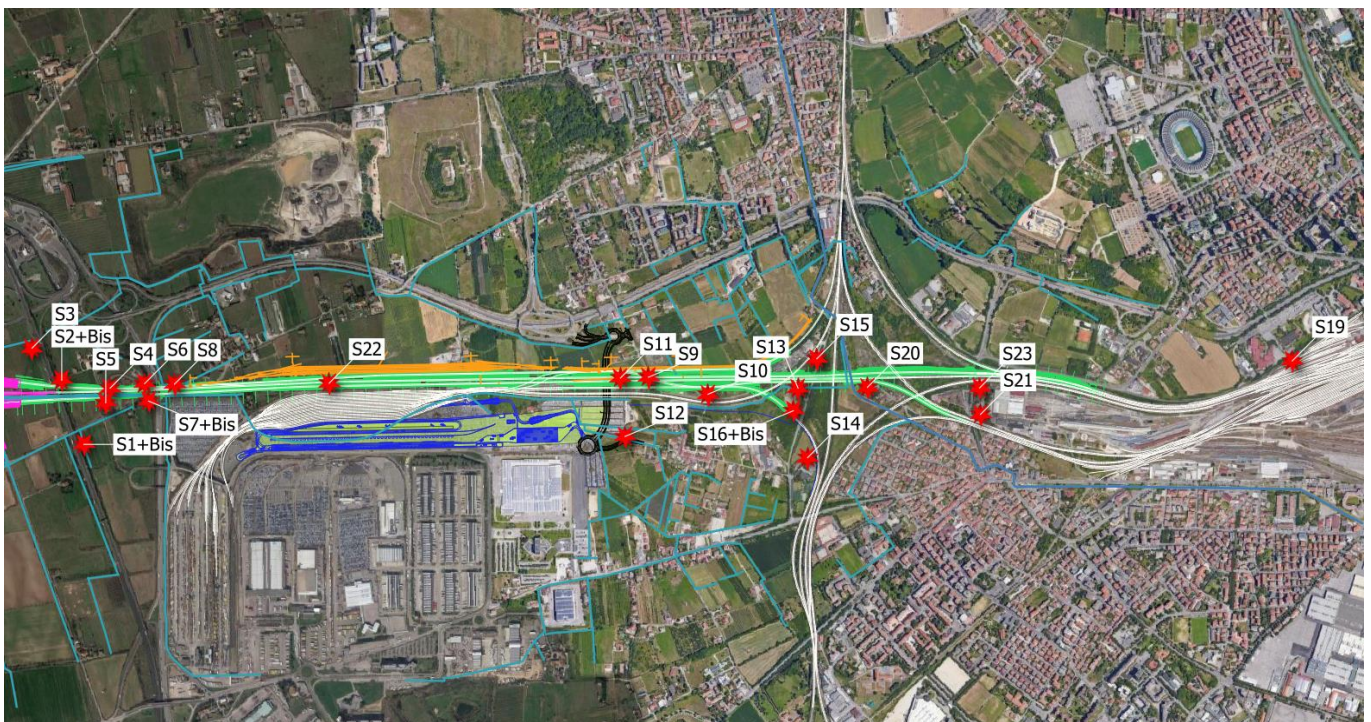 S3
S2+Bis
S5
S4
S6
S8
S22
S11
S9
S13
S15
S20
S23
S19
S10
S21
S7+Bis
S12
S16+Bis
S14
S1+Bis